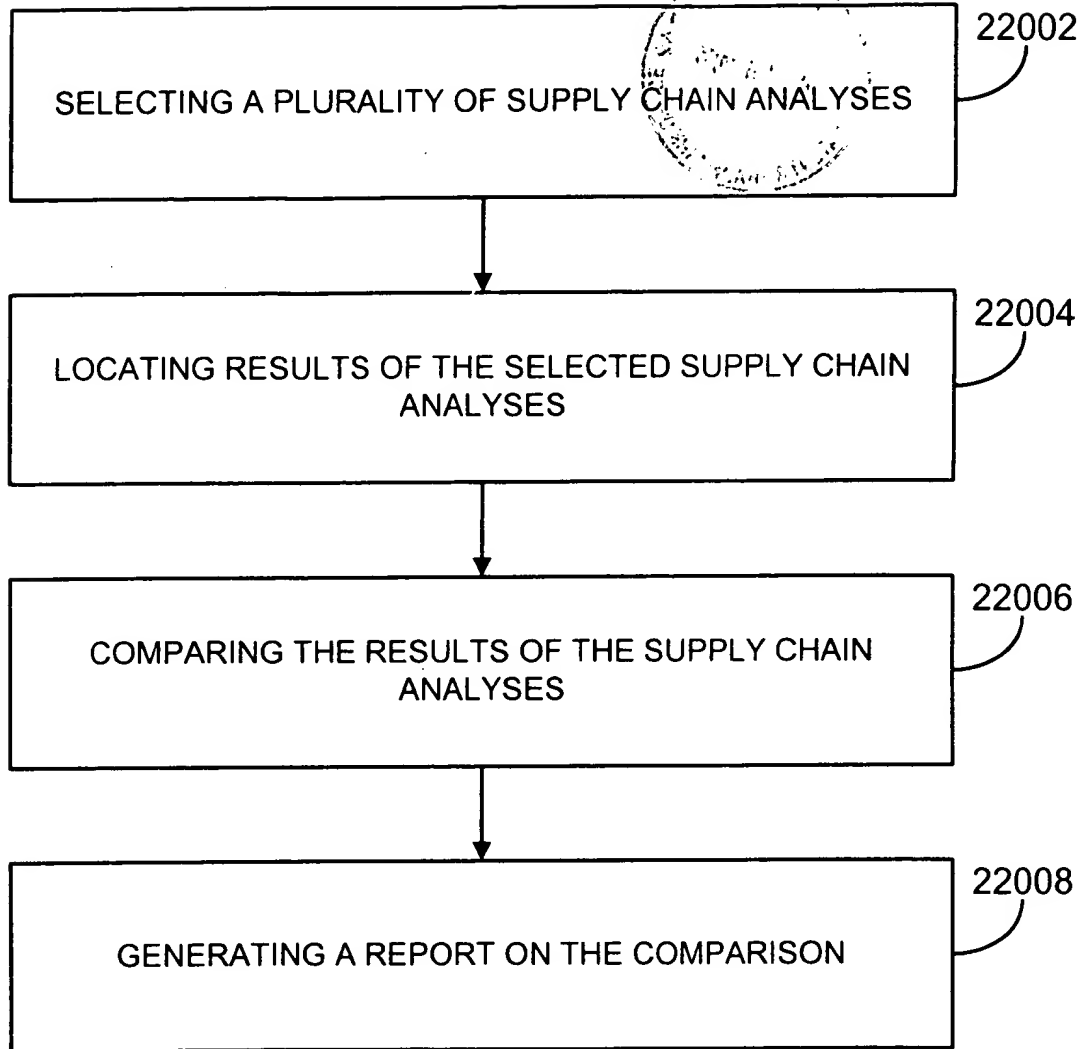 22002
SELECTING A PLURALITY OF SUPPLY CHAIN ANALYSES
22004
LOCATING RESULTS OF THE SELECTED SUPPLY CHAIN
ANALYSES
22006
COMPARING THE RESULTS OF THE SUPPLY CHAIN
ANALYSES
22008
GENERATING A REPORT ON THE COMPARISON